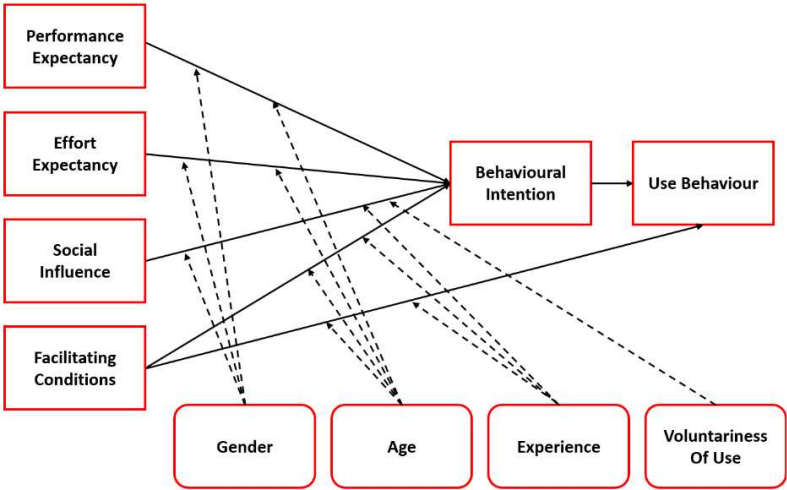 Performance
Expectancy
Effort
Expectancy
Social
Influence
Facilitating
Conditions
Behavioural
Intention
Use Behaviour
Gender
Age
Experience
Voluntariness
Of Use